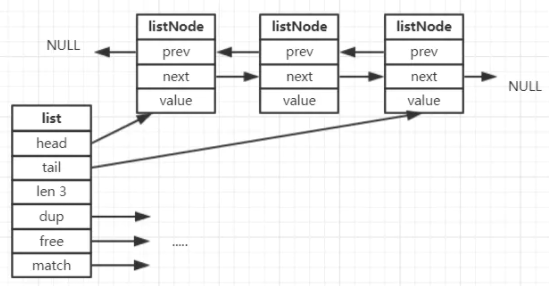 listNode listNode listNode
NULL prev prev prev
next next next NULL
value value value
list
head
tail
len 3
dup
free .....
match